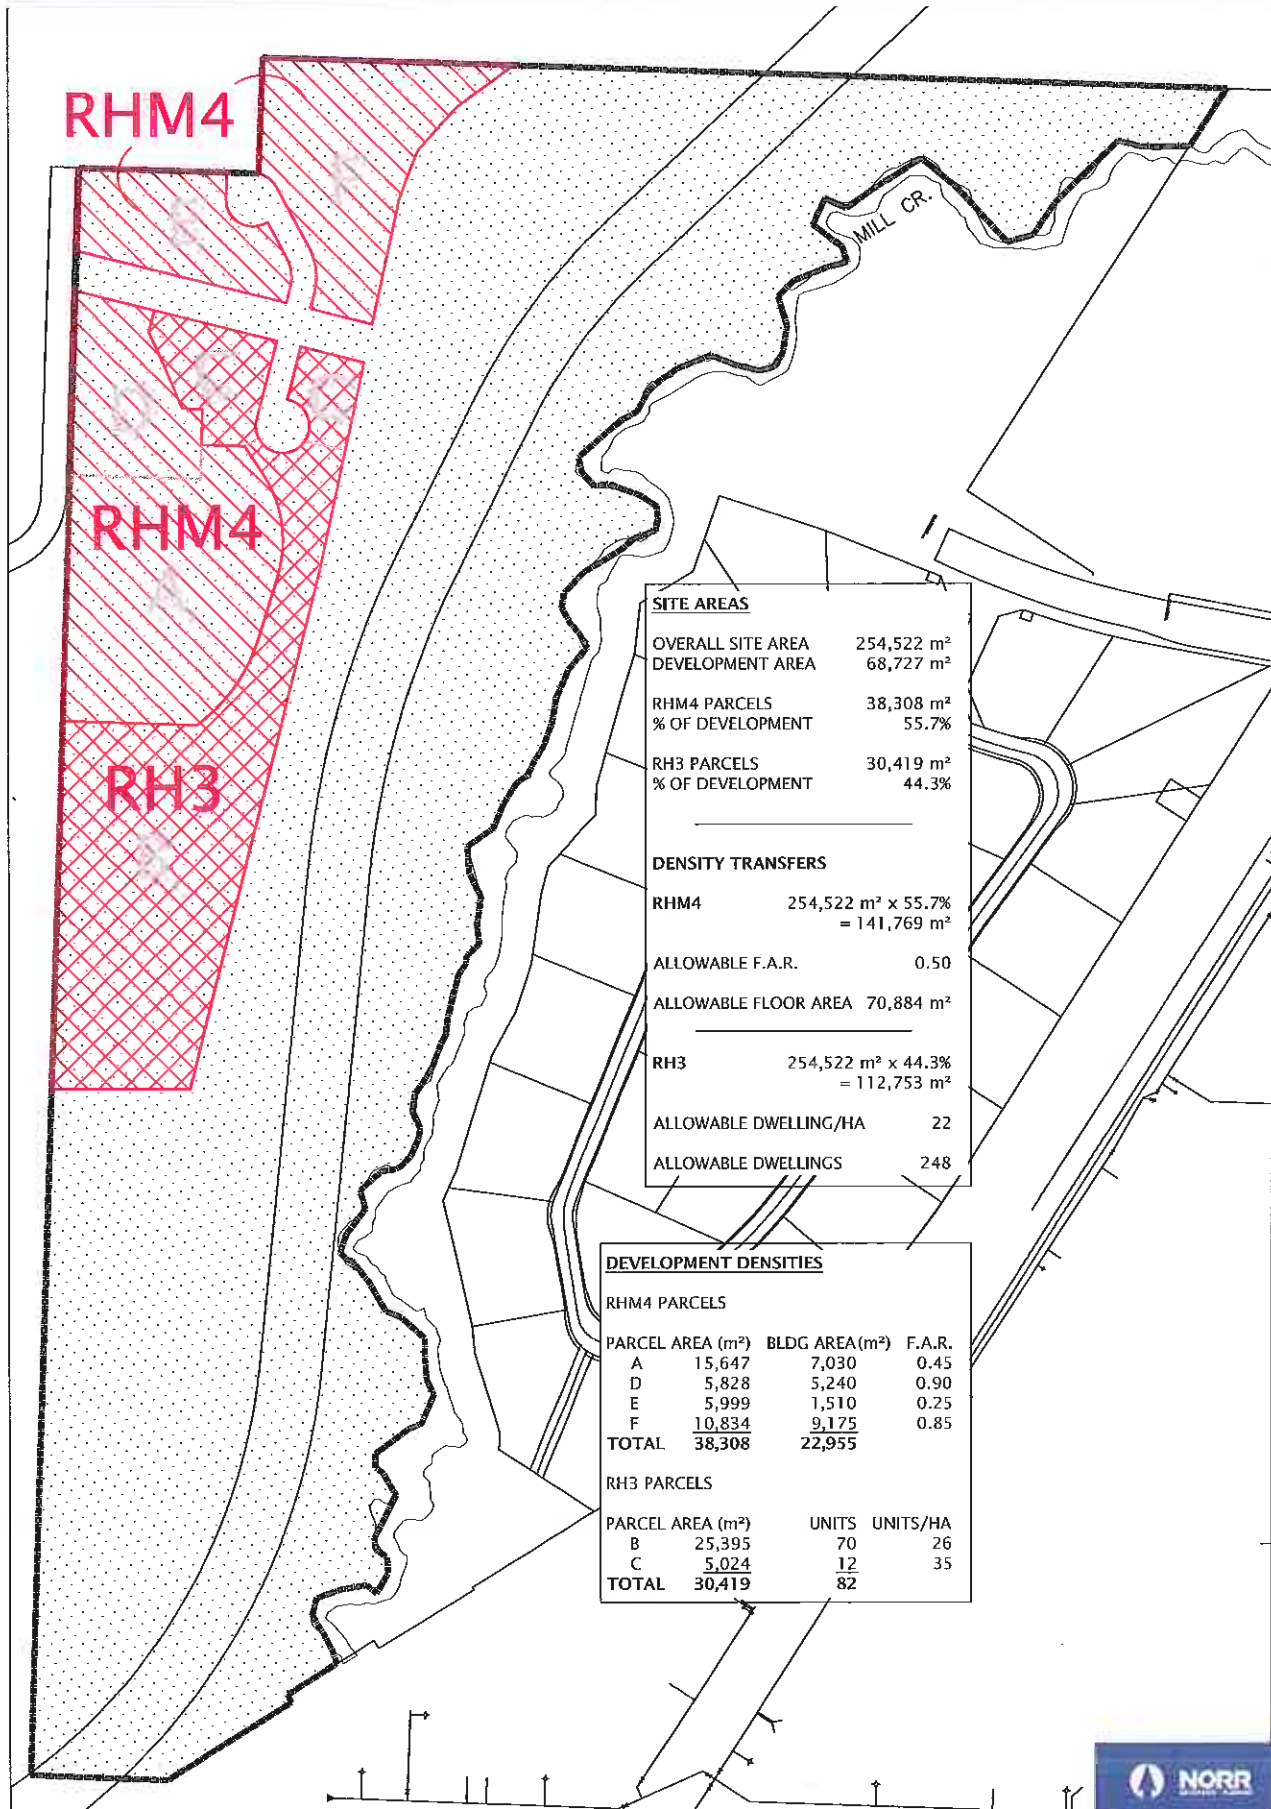 RHM4
F
E
MILL CR.
C
C
D
RHM4
A
RH3
B
SITE AREAS
OVERALL SITE AREA 254,522 m²
DEVELOPMENT AREA 68,727 m²
RHM4 PARCELS 38,308 m²
% OF DEVELOPMENT 55.7%
RH3 PARCELS 30,419 m²
% OF DEVELOPMENT 44.3%
DENSITY TRANSFERS
RHM4 254,522 m² x 55.7%
= 141,769 m²
ALLOWABLE F.A.R. 0.50
ALLOWABLE FLOOR AREA 70,884 m²
RH3 254,522 m² x 44.3%
= 112,753 m²
ALLOWABLE DWELLING/HA 22
ALLOWABLE DWELLINGS 248
DEVELOPMENT DENSITIES
RHM4 PARCELS
PARCEL AREA (m²) BLDG AREA(m²) F.A.R.
A 15,647 7,030 0.45
D 5,828 5,240 0.90
E 5,999 1,510 0.25
F 10,834 9,175 0.85
TOTAL 38,308 22,955
RH3 PARCELS
PARCEL AREA (m²) UNITS UNITS/HA
B 25,395 70 26
C 5,024 12 35
TOTAL 30,419 82
NORR